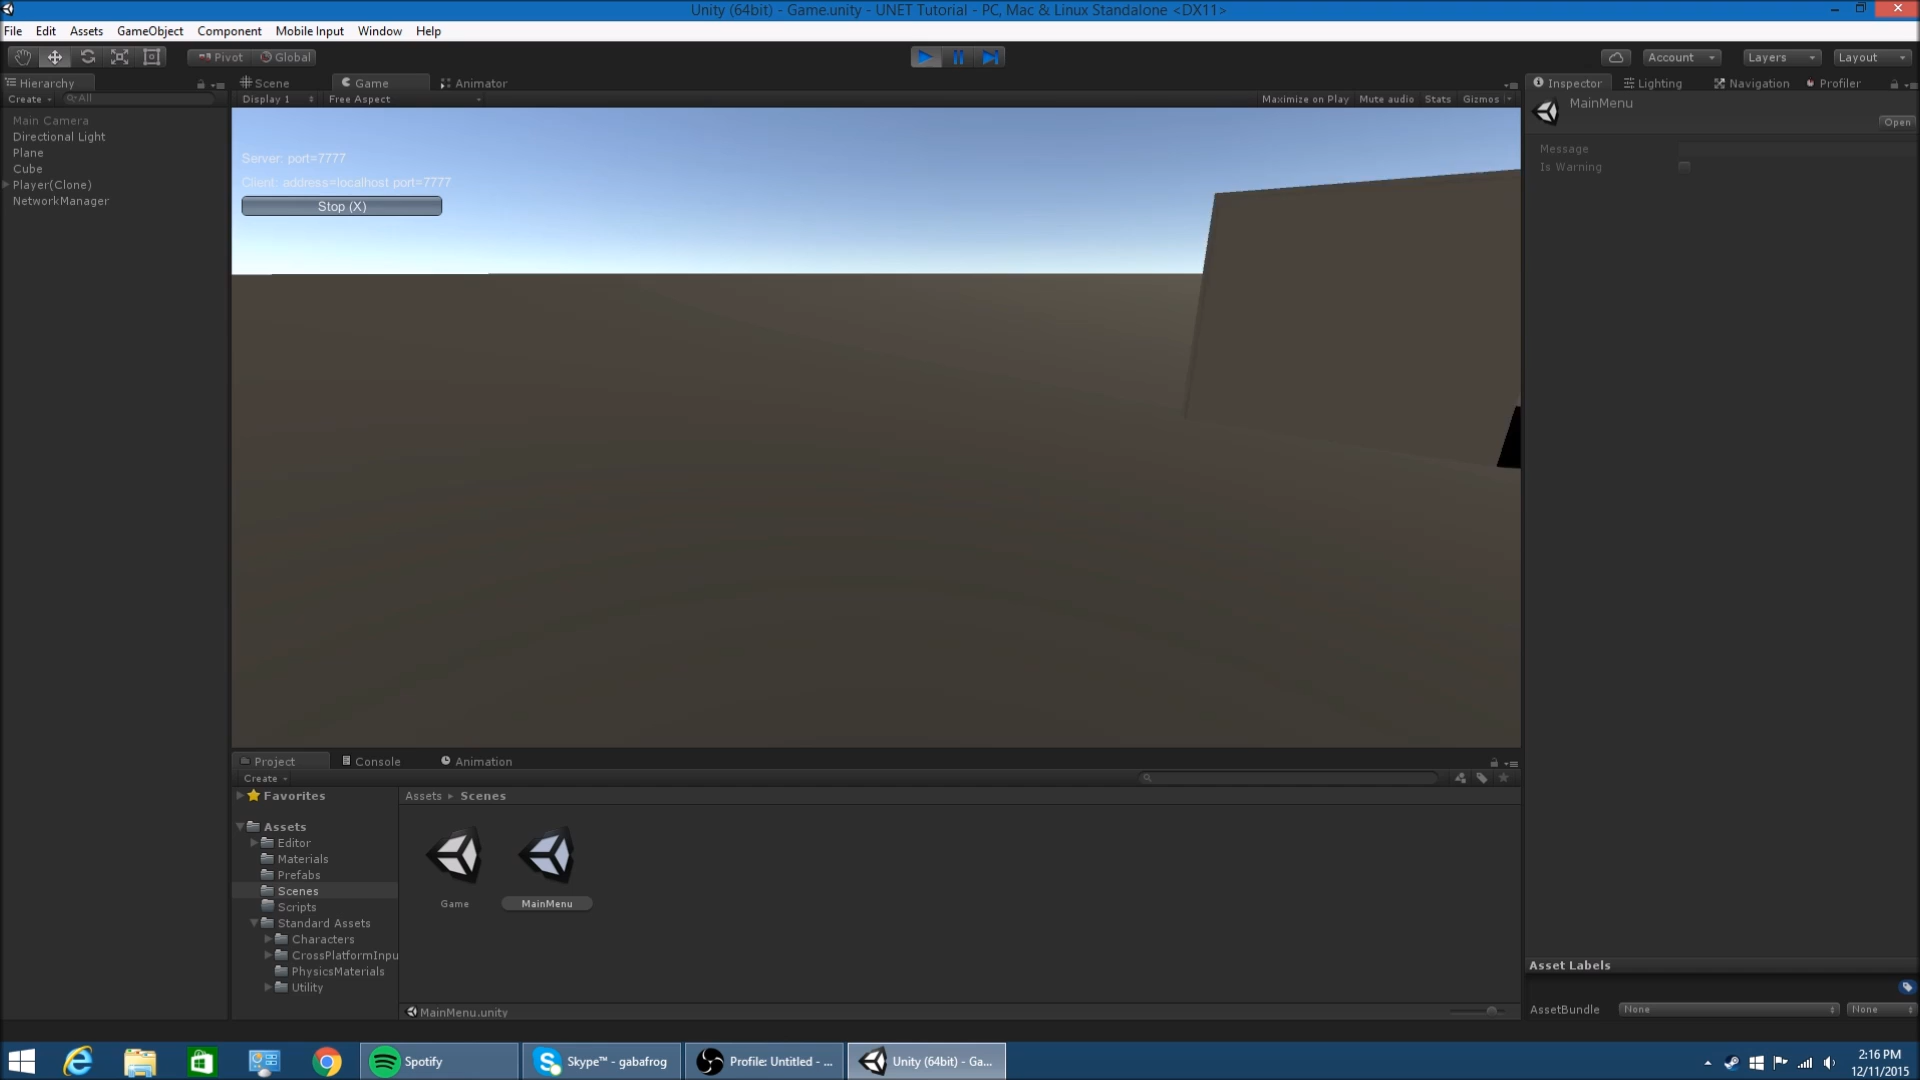 Unity (64bit) - Game.unity - UNET Tutorial - PC, Mac & Linux Standalone <DX11>
File Edit Assets GameObject Component Mobile Input Window Help
Pivot Global Account Layers Layout
Hierarchy Scene Game Animator Inspector Lighting Navigation Profiler
Create All Display 1 Free Aspect Maximize on Play Mute audio Stats Gizmos
MainMenu
Open
Main Camera
Directional Light
Plane
Cube
Player(Clone)
NetworkManager
Server: port=7777
Client: address=localhost port=7777
Stop (X)
Message
Is Warning
Project Console Animation
Create
Favorites
Assets
Editor
Materials
Prefabs
Scenes
Scripts
Standard Assets
Characters
CrossPlatformInpu
PhysicsMaterials
Utility
Assets Scenes
Game MainMenu
MainMenu.unity
Asset Labels
AssetBundle None None
Spotify Skype™ - gabafrog Profile: Untitled - ... Unity (64bit) - Ga...
2:16 PM
12/11/2015